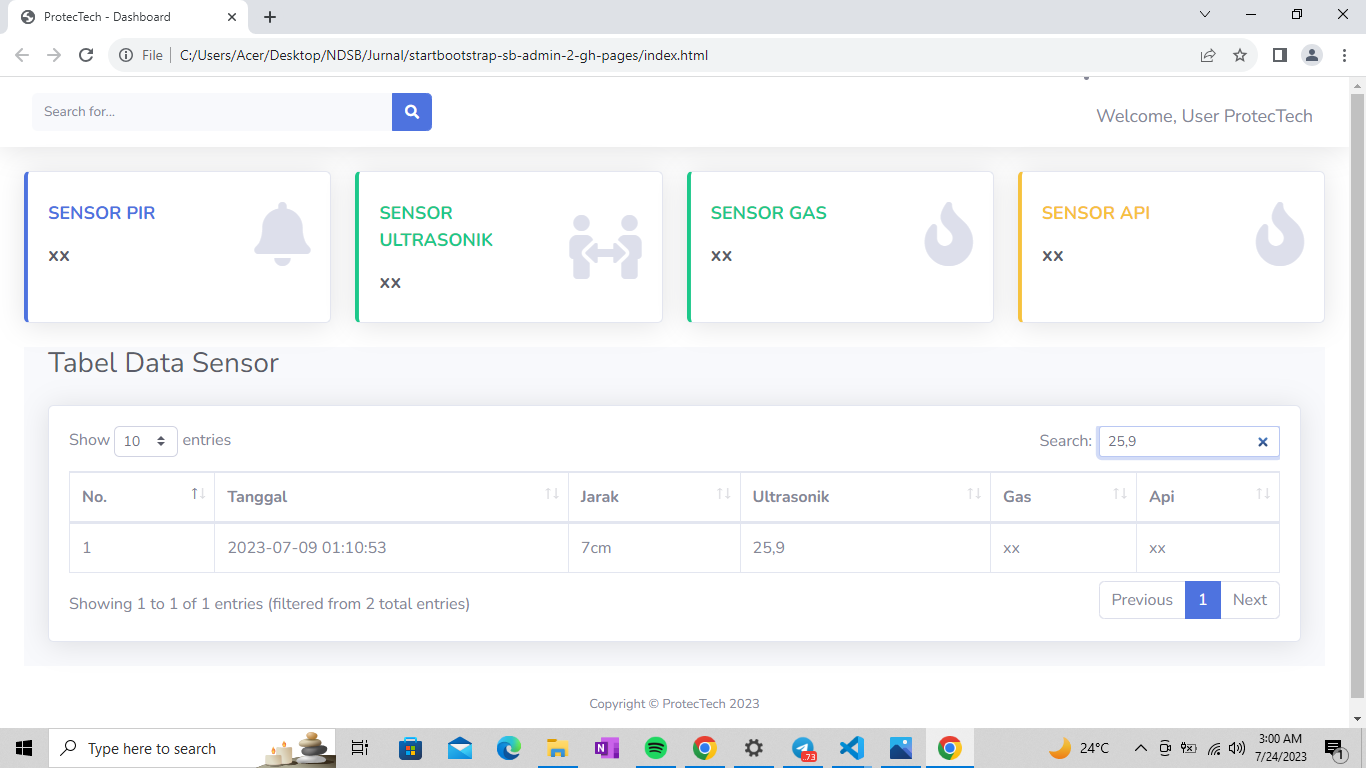 ProtecTech - Dashboard
File C:/Users/Acer/Desktop/NDSB/Jurnal/startbootstrap-sb-admin-2-gh-pages/index.html
Search for...
Welcome, User ProtecTech
SENSOR PIR
xx
SENSOR
ULTRASONIK
xx
SENSOR GAS
xx
SENSOR API
xx
Tabel Data Sensor
Show 10 entries
Search: 25,9
No. Tanggal Jarak Ultrasonik Gas Api
1 2023-07-09 01:10:53 7cm 25,9 xx xx
Showing 1 to 1 of 1 entries (filtered from 2 total entries)
Previous 1 Next
Copyright © ProtecTech 2023
Type here to search
N
73
24°C
3:00 AM
7/24/2023
1